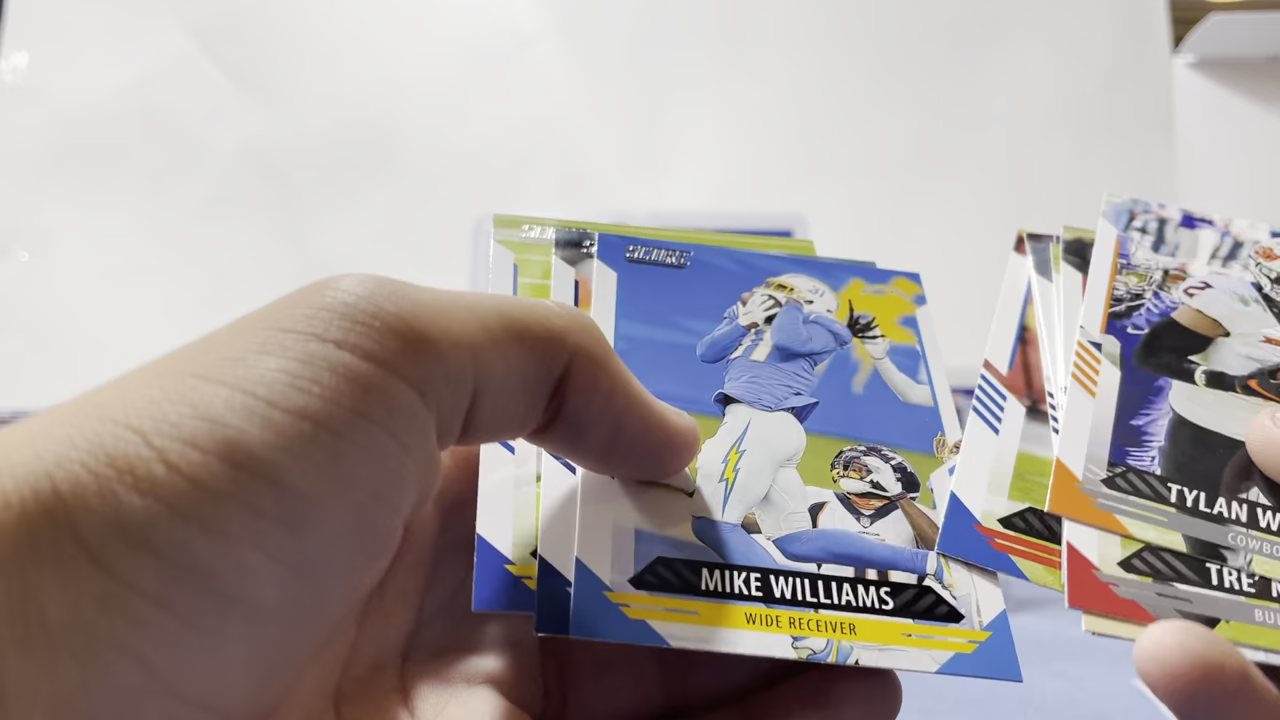 SCORE
MIKE WILLIAMS
WIDE RECEIVER
TYLAN W
COWBO
TRE'
BU